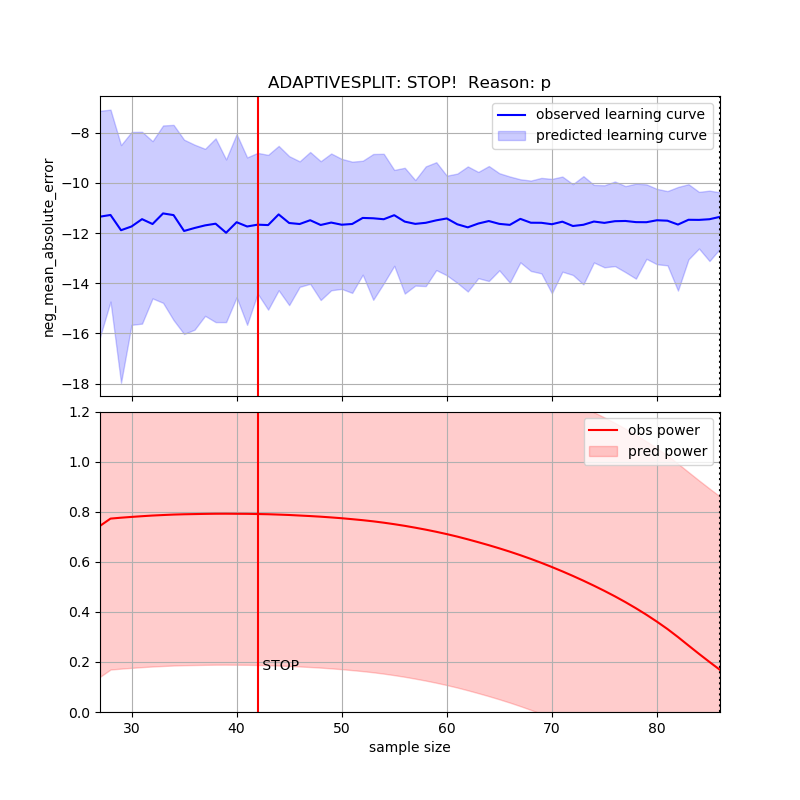 ADAPTIVESPLIT: STOP!  Reason: p
observed learning curve
predicted learning curve
neg_mean_absolute_error
−8
−10
−12
−14
−16
−18
obs power
pred power
1.2
1.0
0.8
0.6
0.4
0.2
0.0
STOP
30 40 50 60 70 80
sample size